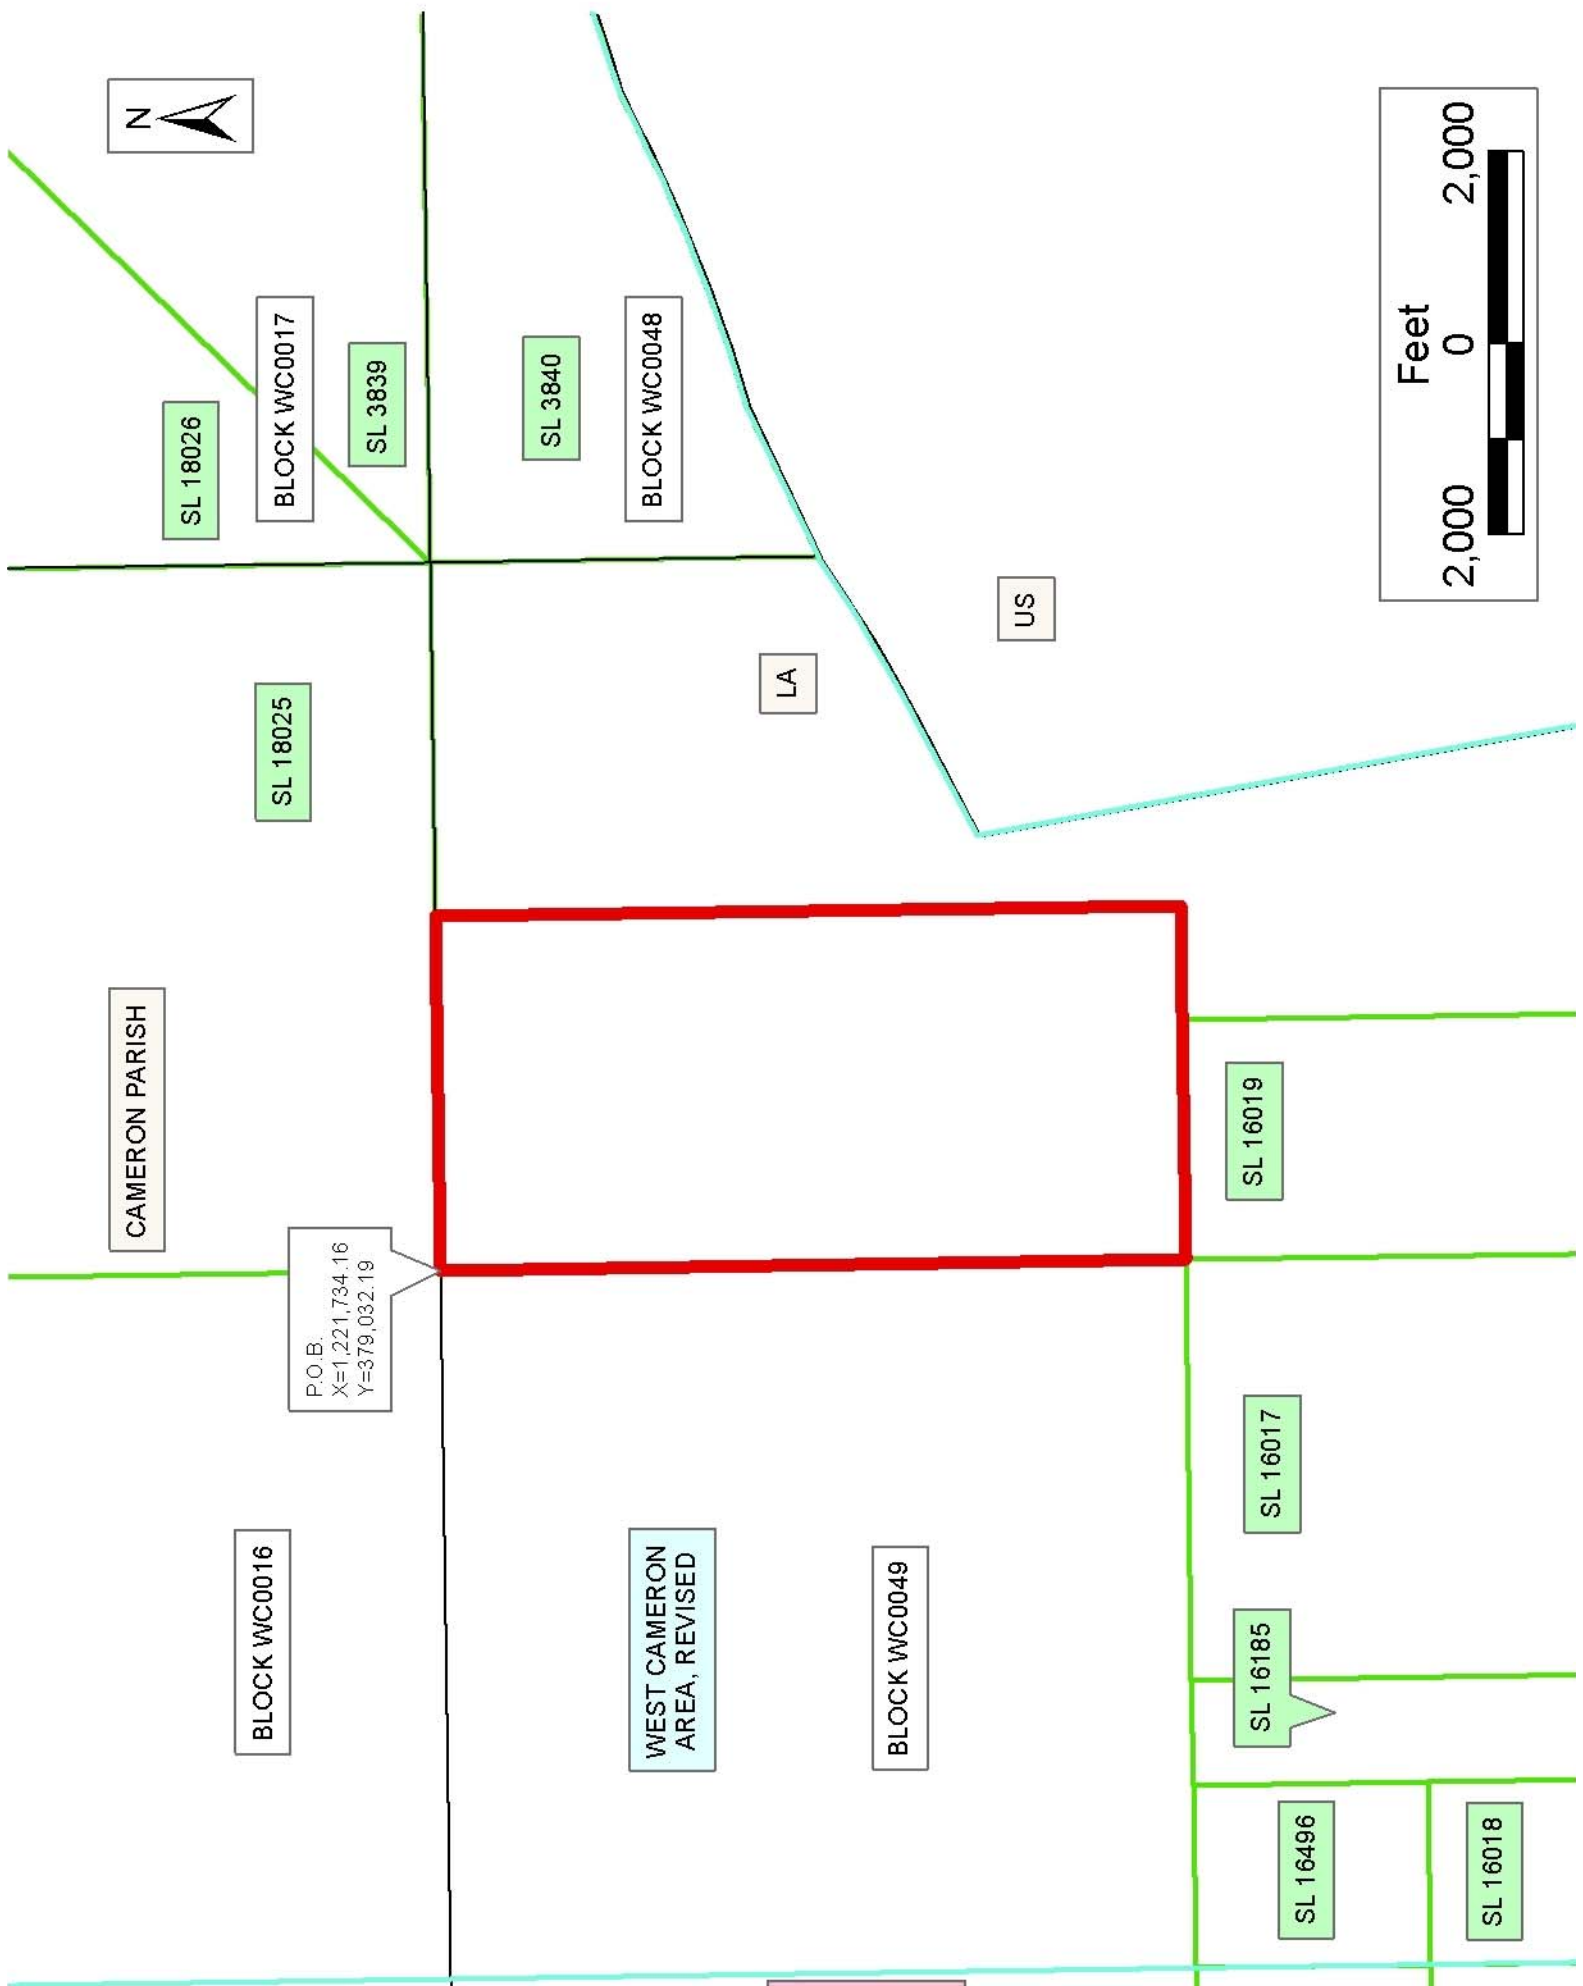 N
CAMERON PARISH
SL 18026
BLOCK WC0017
SL 3839
SL 18025
BLOCK WC0016
P.O.B.
X=1,221,734.16
Y=379,032.19
SL 3840
BLOCK WC0048
WEST CAMERON
AREA, REVISED
LA
BLOCK WC0049
US
SL 16185
SL 16017
SL 16019
SL 16496
SL 16018
Feet
2,000 0 2,000